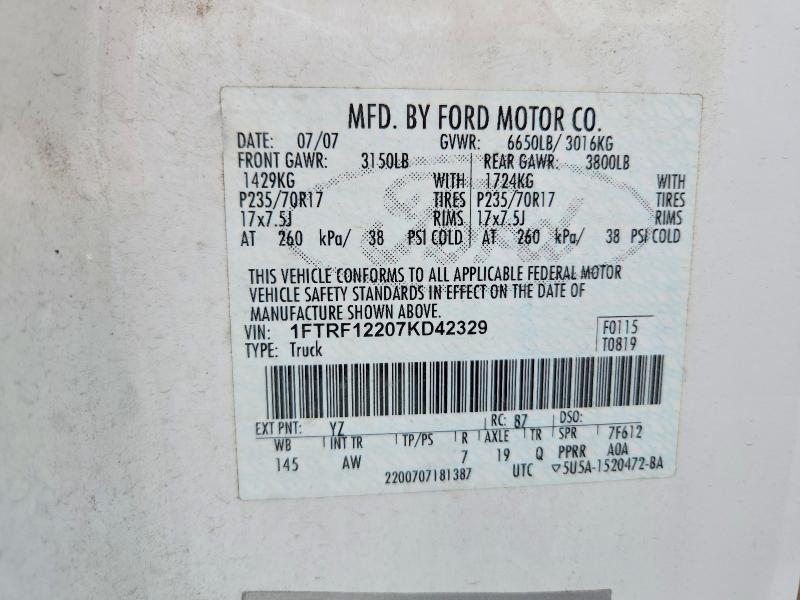 MFD. BY FORD MOTOR CO.
DATE: 07/07 GVWR: 6650LB/ 3016KG
FRONT GAWR: 3150LB REAR GAWR: 3800LB
1429KG WITH 1724KG WITH
P235/70R17 TIRES P235/70R17 TIRES
17x7.5J RIMS 17x7.5J RIMS
AT 260 kPa/ 38 PSI COLD AT 260 kPa/ 38 PSI COLD
Ford
THIS VEHICLE CONFORMS TO ALL APPLICABLE FEDERAL MOTOR
VEHICLE SAFETY STANDARDS IN EFFECT ON THE DATE OF
MANUFACTURE SHOWN ABOVE.
VIN: 1FTRF12207KD42329 F0115
TYPE: Truck T0819
EXT PNT: YZ RC: 87 DSO:
WB INT TR TP/PS R AXLE TR SPR 7F612
145 AW 7 19 Q PPRR A0A
2200707181387 UTC ▽5U5A-1520472-BA